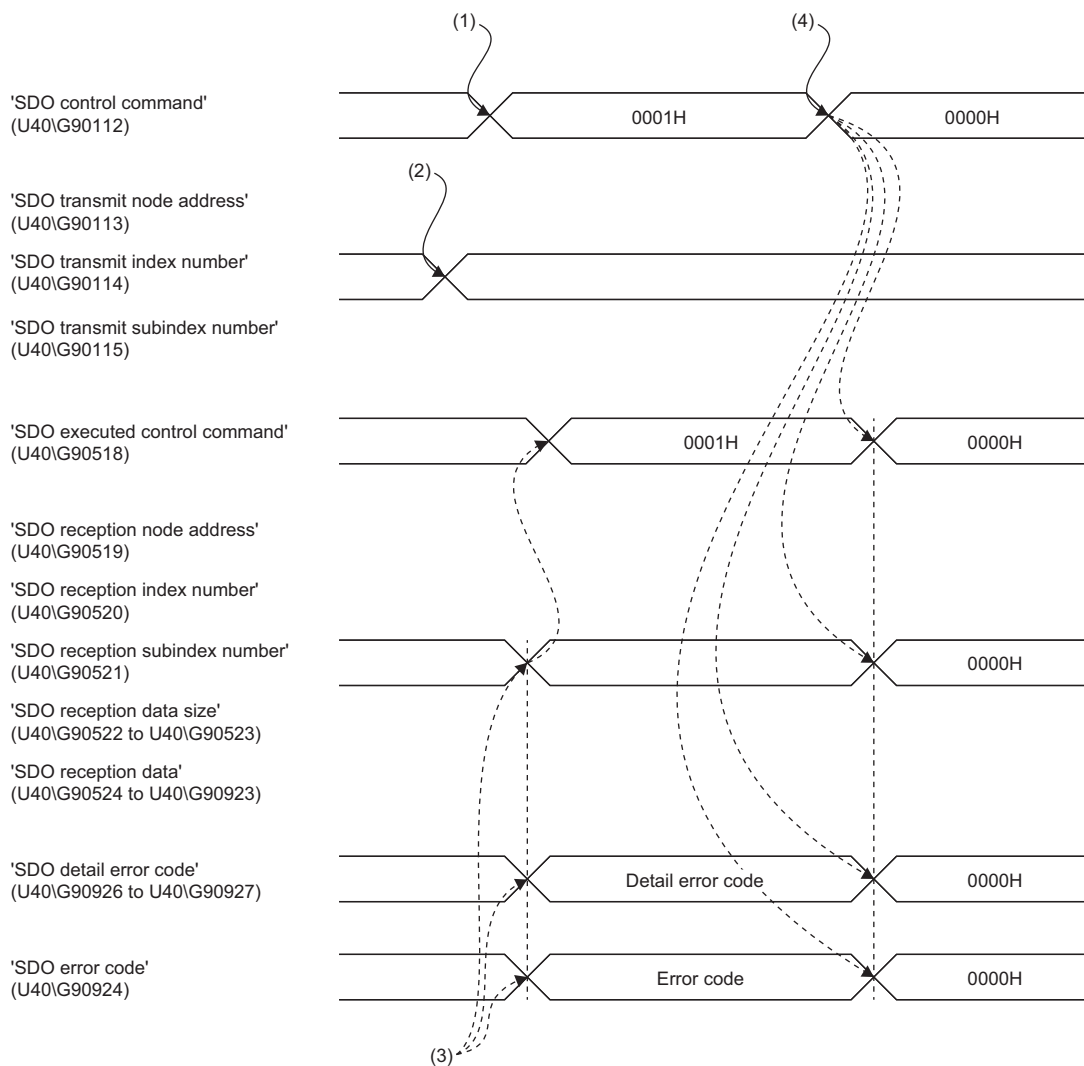 (1)
(4)
'SDO control command'
(U40\G90112)
0001H
0000H
(2)
'SDO transmit node address'
(U40\G90113)
'SDO transmit index number'
(U40\G90114)
'SDO transmit subindex number'
(U40\G90115)
'SDO executed control command'
(U40\G90518)
0001H
0000H
'SDO reception node address'
(U40\G90519)
'SDO reception index number'
(U40\G90520)
'SDO reception subindex number'
(U40\G90521)
0000H
'SDO reception data size'
(U40\G90522 to U40\G90523)
'SDO reception data'
(U40\G90524 to U40\G90923)
'SDO detail error code'
(U40\G90926 to U40\G90927)
Detail error code
0000H
'SDO error code'
(U40\G90924)
Error code
0000H
(3)